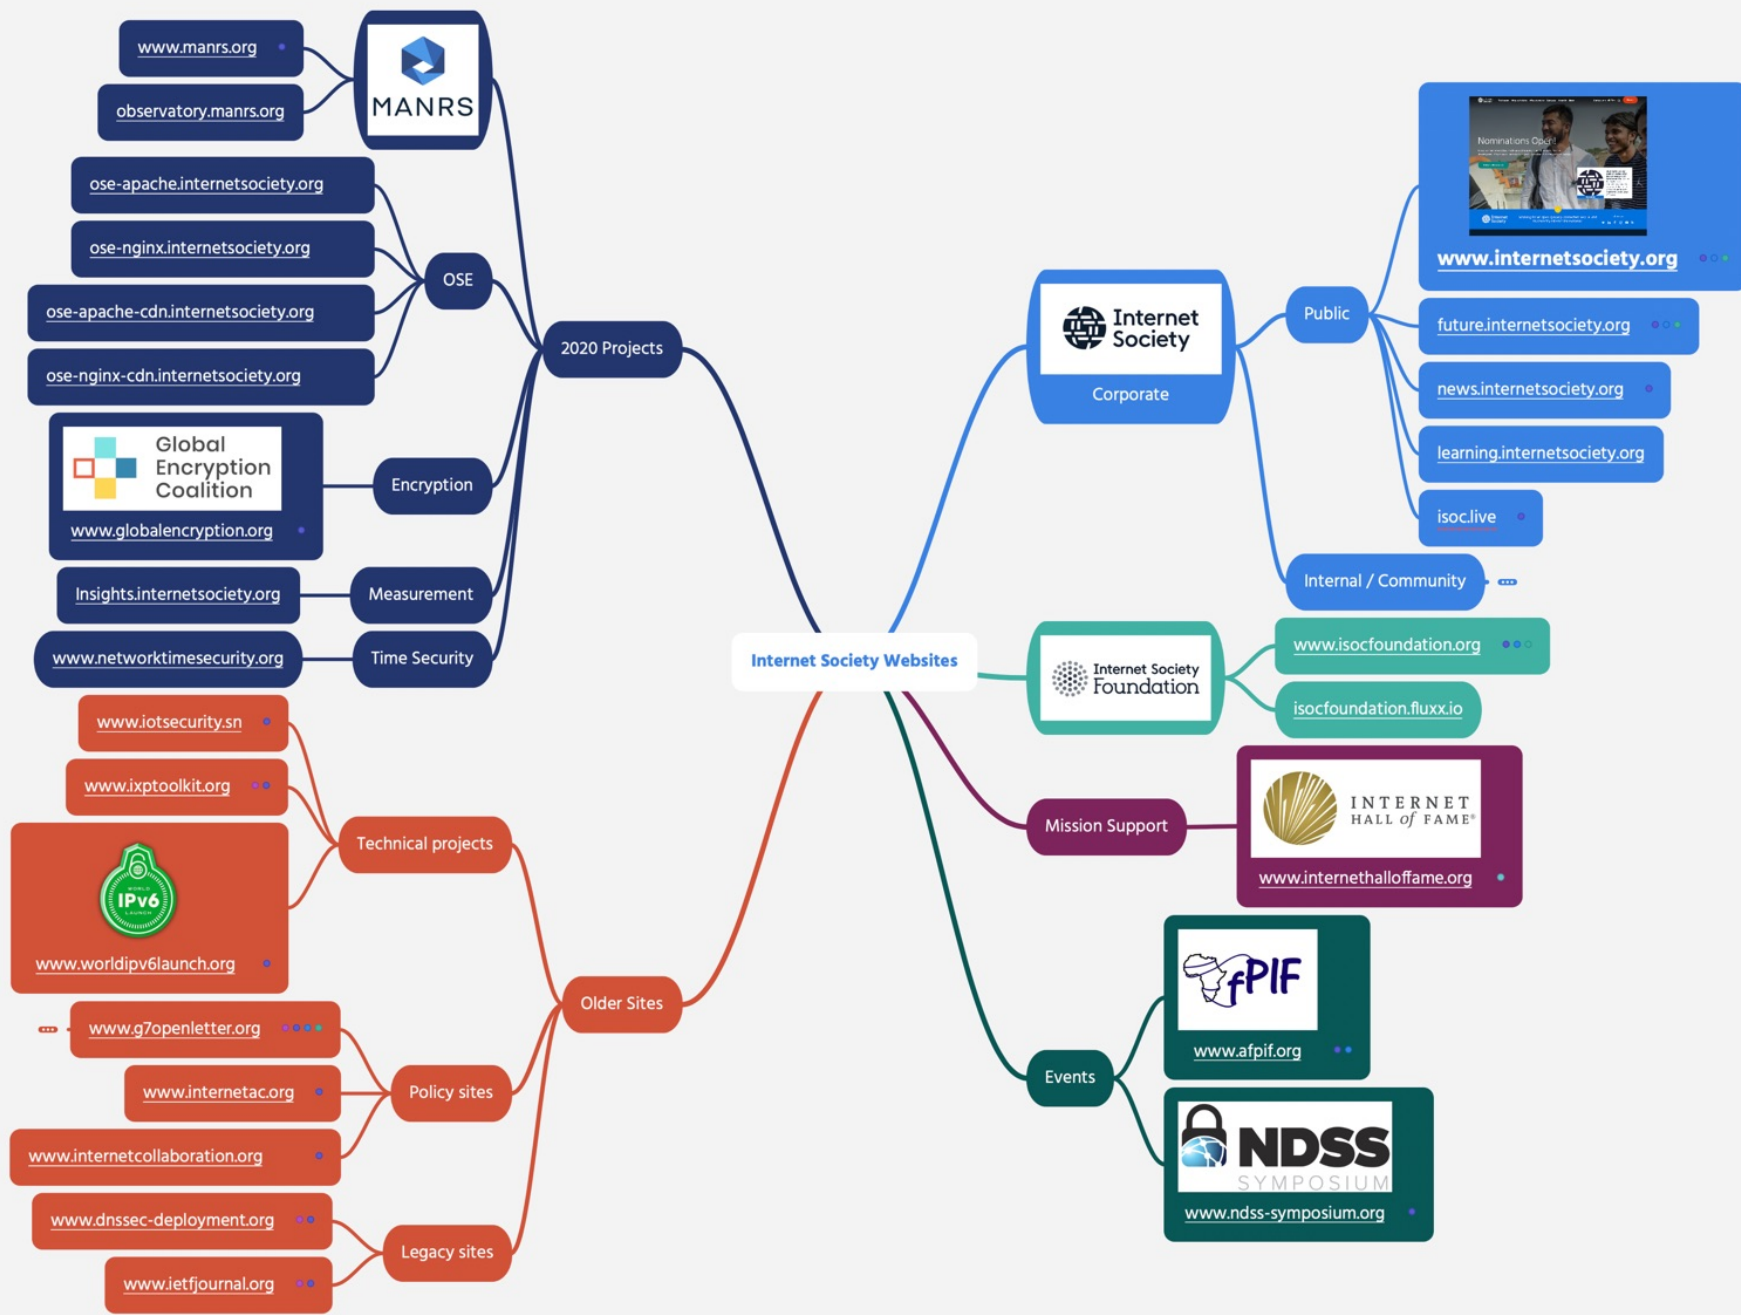 www.manrs.org
observatory.manrs.org
MANRS
ose-apache.internetsociety.org
ose-nginx.internetsociety.org
ose-apache-cdn.internetsociety.org
ose-nginx-cdn.internetsociety.org
OSE
2020 Projects
Global
Encryption
Coalition
www.globalencryption.org
Encryption
Insights.internetsociety.org
Measurement
www.networktimesecurity.org
Time Security
Internet Society Websites
www.iotsecurity.sn
www.ixptoolkit.org
WORLD
IPv6
LAUNCH
www.worldipv6launch.org
Technical projects
Older Sites
www.g7openletter.org
www.internetac.org
www.internetcollaboration.org
Policy sites
www.dnssec-deployment.org
www.ietfjournal.org
Legacy sites
Internet
Society
Corporate
Public
Nominations Open!
Internet
Society
www.internetsociety.org
future.internetsociety.org
news.internetsociety.org
learning.internetsociety.org
isoc.live
Internal / Community
Internet Society
Foundation
www.isocfoundation.org
isocfoundation.fluxx.io
Mission Support
INTERNET
HALL of FAME®
www.internethalloffame.org
Events
fPIF
www.afpif.org
NDSS
SYMPOSIUM
www.ndss-symposium.org